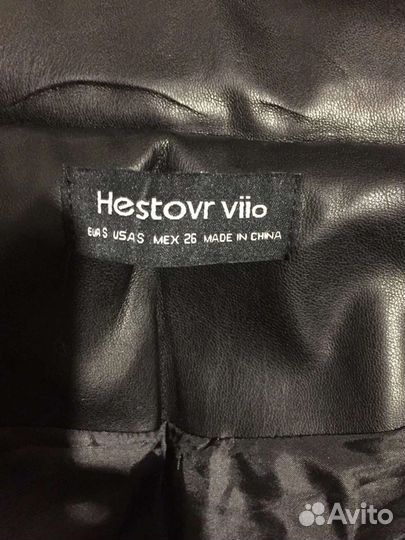 Hestovr viio
EUR S USA S MEX 26 MADE IN CHINA
Avito